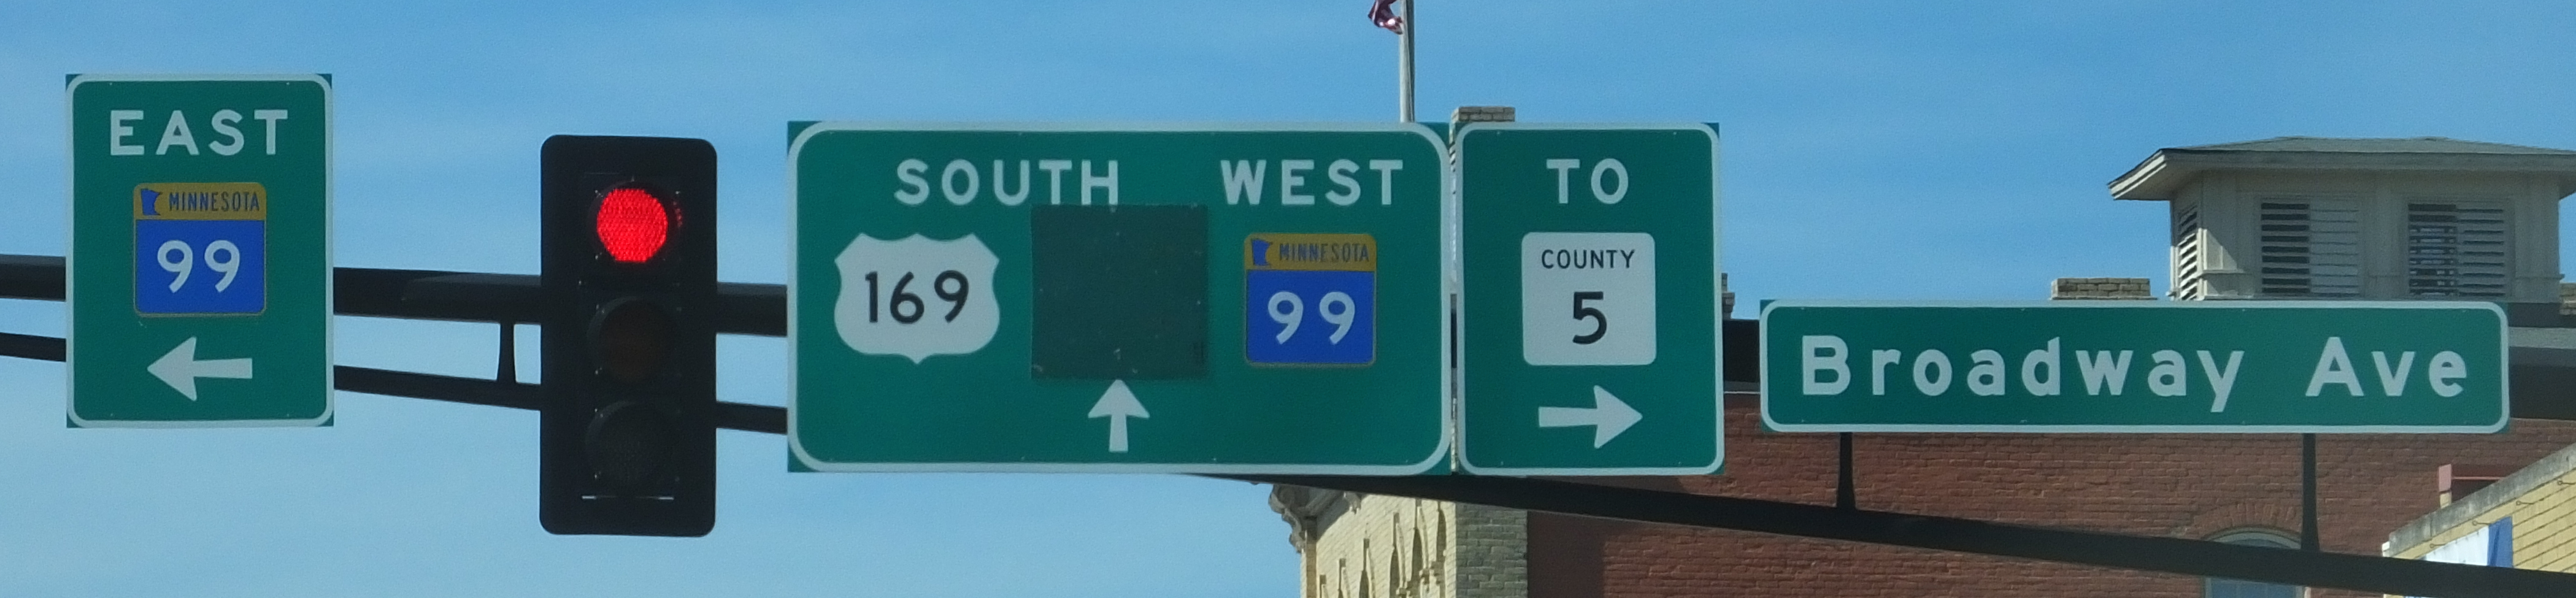 EAST
MINNESOTA
99
SOUTH WEST
169
MINNESOTA
99
TO
COUNTY
5
Broadway Ave